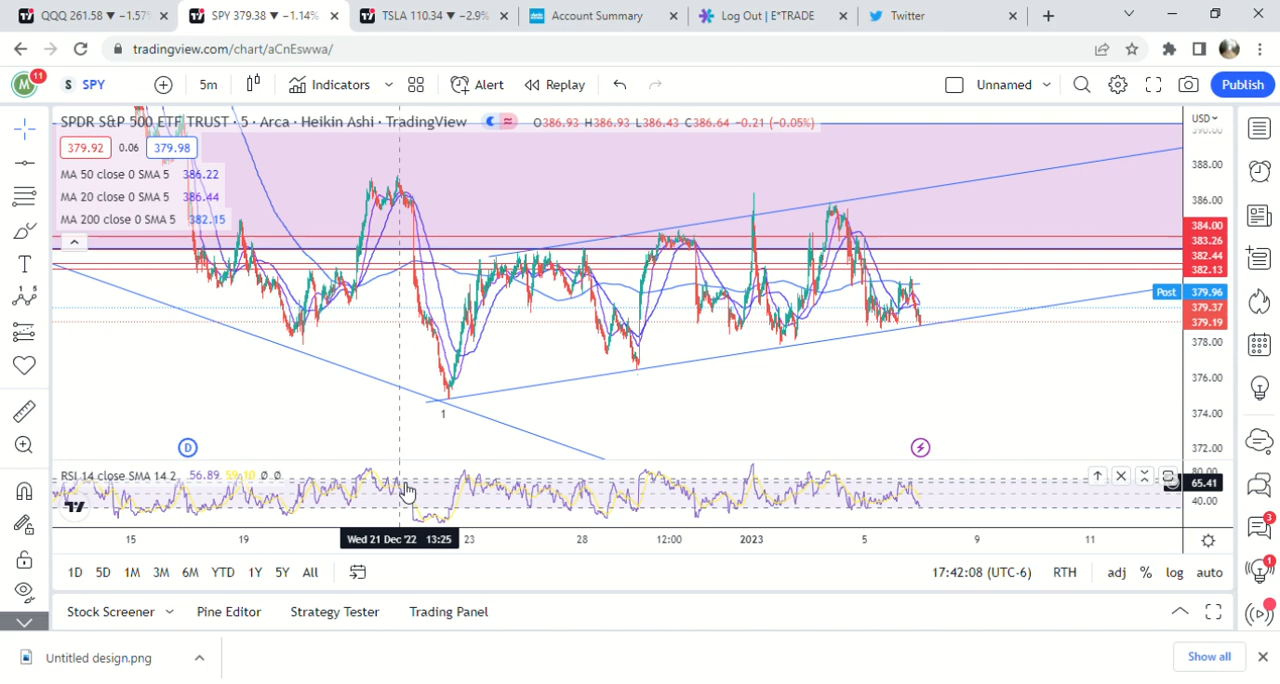 QQQ 261.58 ▼ −1.57%
SPY 379.38 ▼ −1.14%
TSLA 110.34 ▼ −2.9%
Account Summary
Log Out | E*TRADE
Twitter
tradingview.com/chart/aCnEswwa/
M 11
S SPY
5m
Indicators
Alert
Replay
Unnamed
Publish
SPDR S&P 500 ETF TRUST · 5 · Arca · Heikin Ashi · TradingView
O386.93 H386.93 L386.43 C386.64 −0.21 (−0.05%)
USD
379.92 0.06 379.98
MA 50 close 0 SMA 5 386.22
MA 20 close 0 SMA 5 386.44
MA 200 close 0 SMA 5 382.15
390.00
388.00
386.00
384.00
383.26
382.44
382.13
Post 379.96
379.37
379.19
378.00
376.00
374.00
372.00
1
D
RSI 14 close SMA 14 2 56.89 59.10 Ø Ø
80.00
65.41
40.00
15 19 Wed 21 Dec '22 13:25 23 28 12:00 2023 5 9 11
1D 5D 1M 3M 6M YTD 1Y 5Y All
17:42:08 (UTC-6) RTH adj % log auto
Stock Screener Pine Editor Strategy Tester Trading Panel
3
1
Untitled design.png
Show all